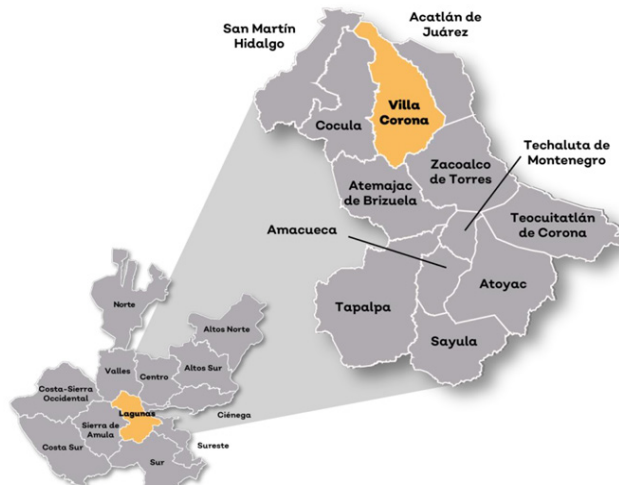 San Martín
Hidalgo
Acatlán de
Juárez
Villa
Corona
Cocula
Techaluta de
Montenegro
Zacoalco
de Torres
Atemajac
de Brizuela
Teocuitatlán
de Corona
Amacueca
Atoyac
Tapalpa
Sayula
Norte
Altos Norte
Valles
Centro
Altos Sur
Costa-Sierra
Occidental
Lagunas
Ciénega
Sierra de
Amula
Costa Sur
Sureste
Sur